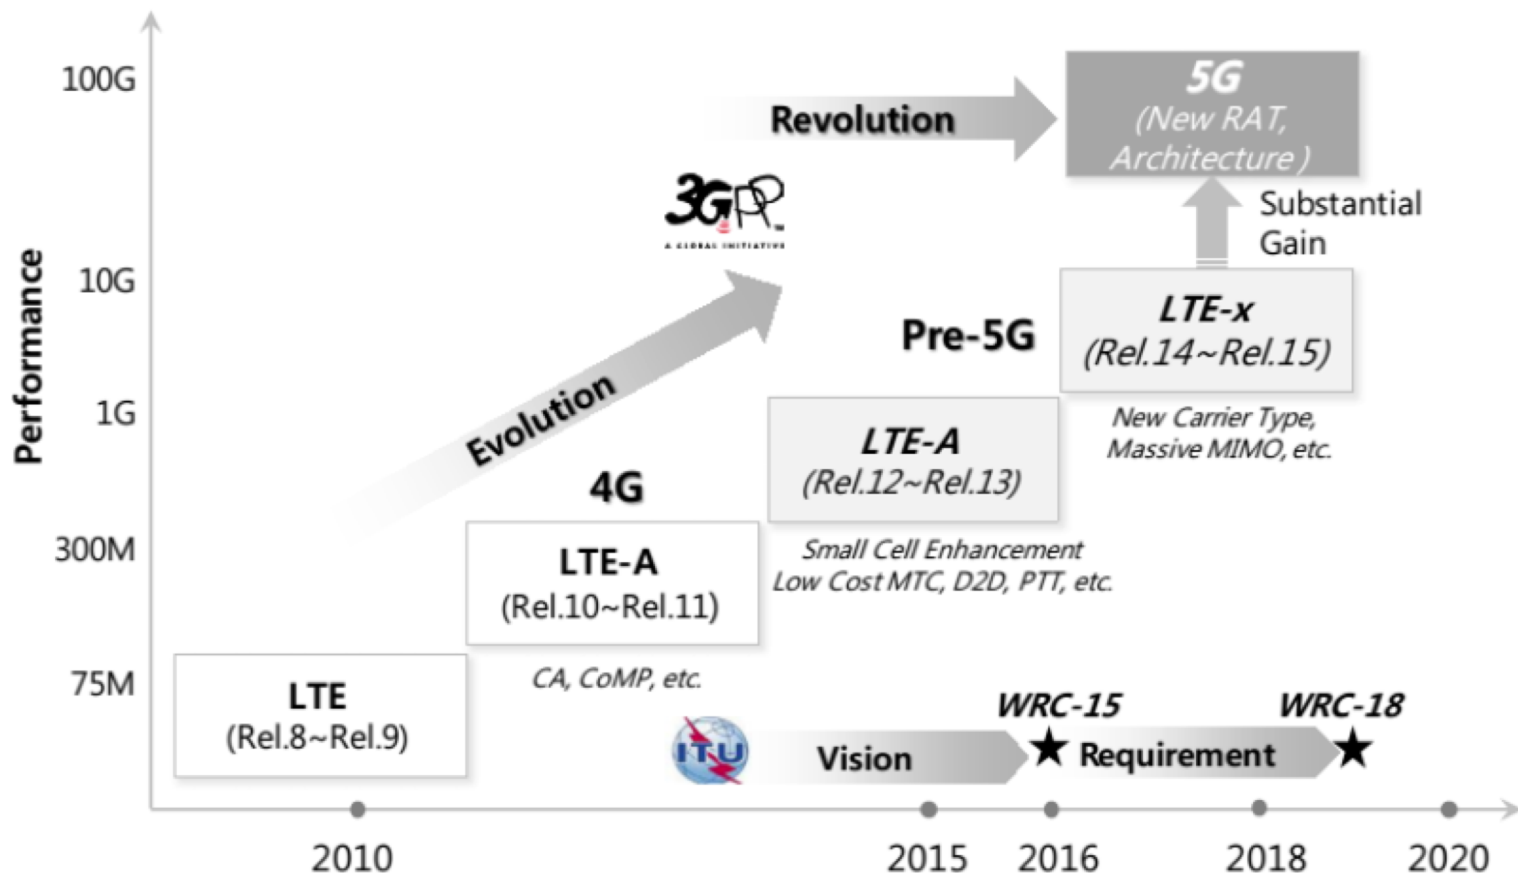 100G
10G
1G
300M
75M
Performance
Revolution
5G
(New RAT,
Architecture)
Substantial
Gain
3GPP™
A GLOBAL INITIATIVE
Evolution
Pre-5G
LTE-x
(Rel.14~Rel.15)
New Carrier Type,
Massive MIMO, etc.
4G
LTE-A
(Rel.12~Rel.13)
Small Cell Enhancement
Low Cost MTC, D2D, PTT, etc.
LTE-A
(Rel.10~Rel.11)
CA, CoMP, etc.
LTE
(Rel.8~Rel.9)
ITU
Vision
WRC-15
Requirement
WRC-18
2010
2015
2016
2018
2020